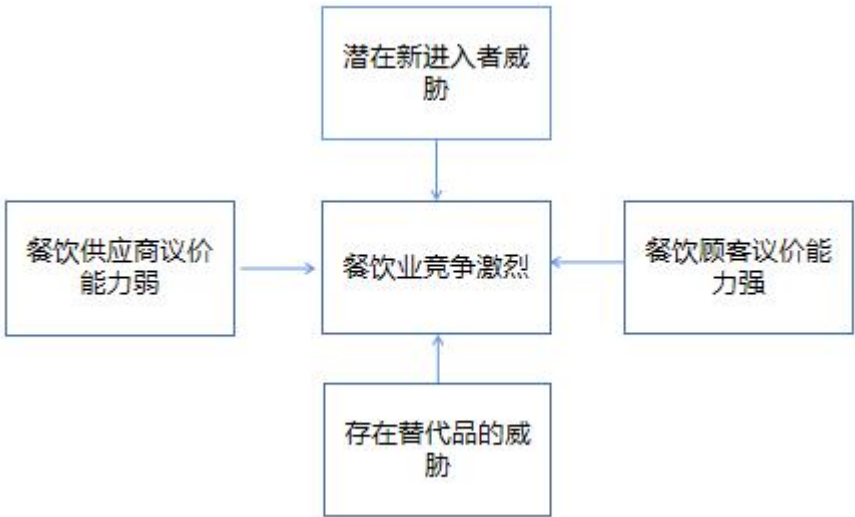 潜在新进入者威
胁
餐饮供应商议价
能力弱
餐饮业竞争激烈
餐饮顾客议价能
力强
存在替代品的威
胁